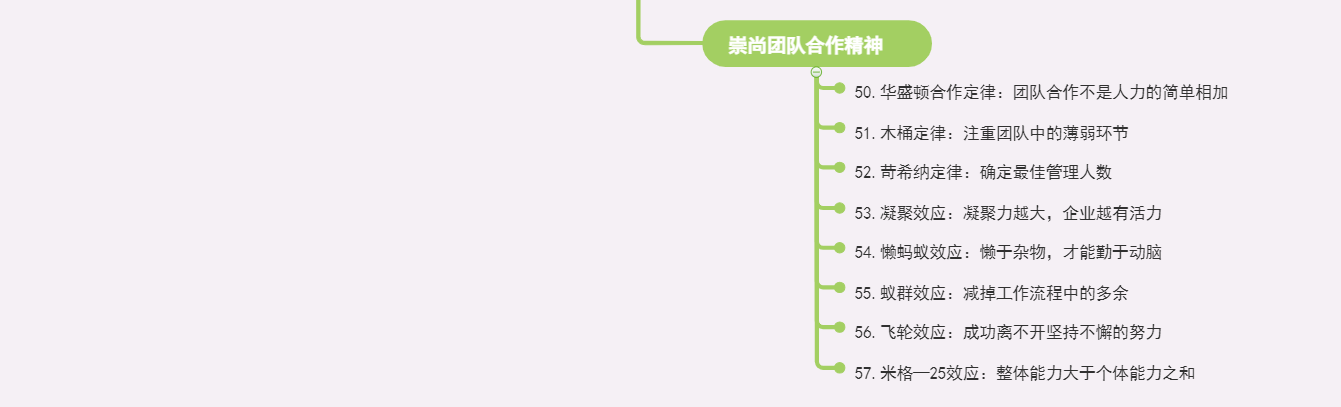 崇尚团队合作精神
50.华盛顿合作定律：团队合作不是人力的简单相加
51.木桶定律：注重团队中的薄弱环节
52.苛希纳定律：确定最佳管理人数
53.凝聚效应：凝聚力越大，企业越有活力
54.懒蚂蚁效应：懒于杂物，才能勤于动脑
55.蚁群效应：减掉工作流程中的多余
56.飞轮效应：成功离不开坚持不懈的努力
57.米格—25效应：整体能力大于个体能力之和